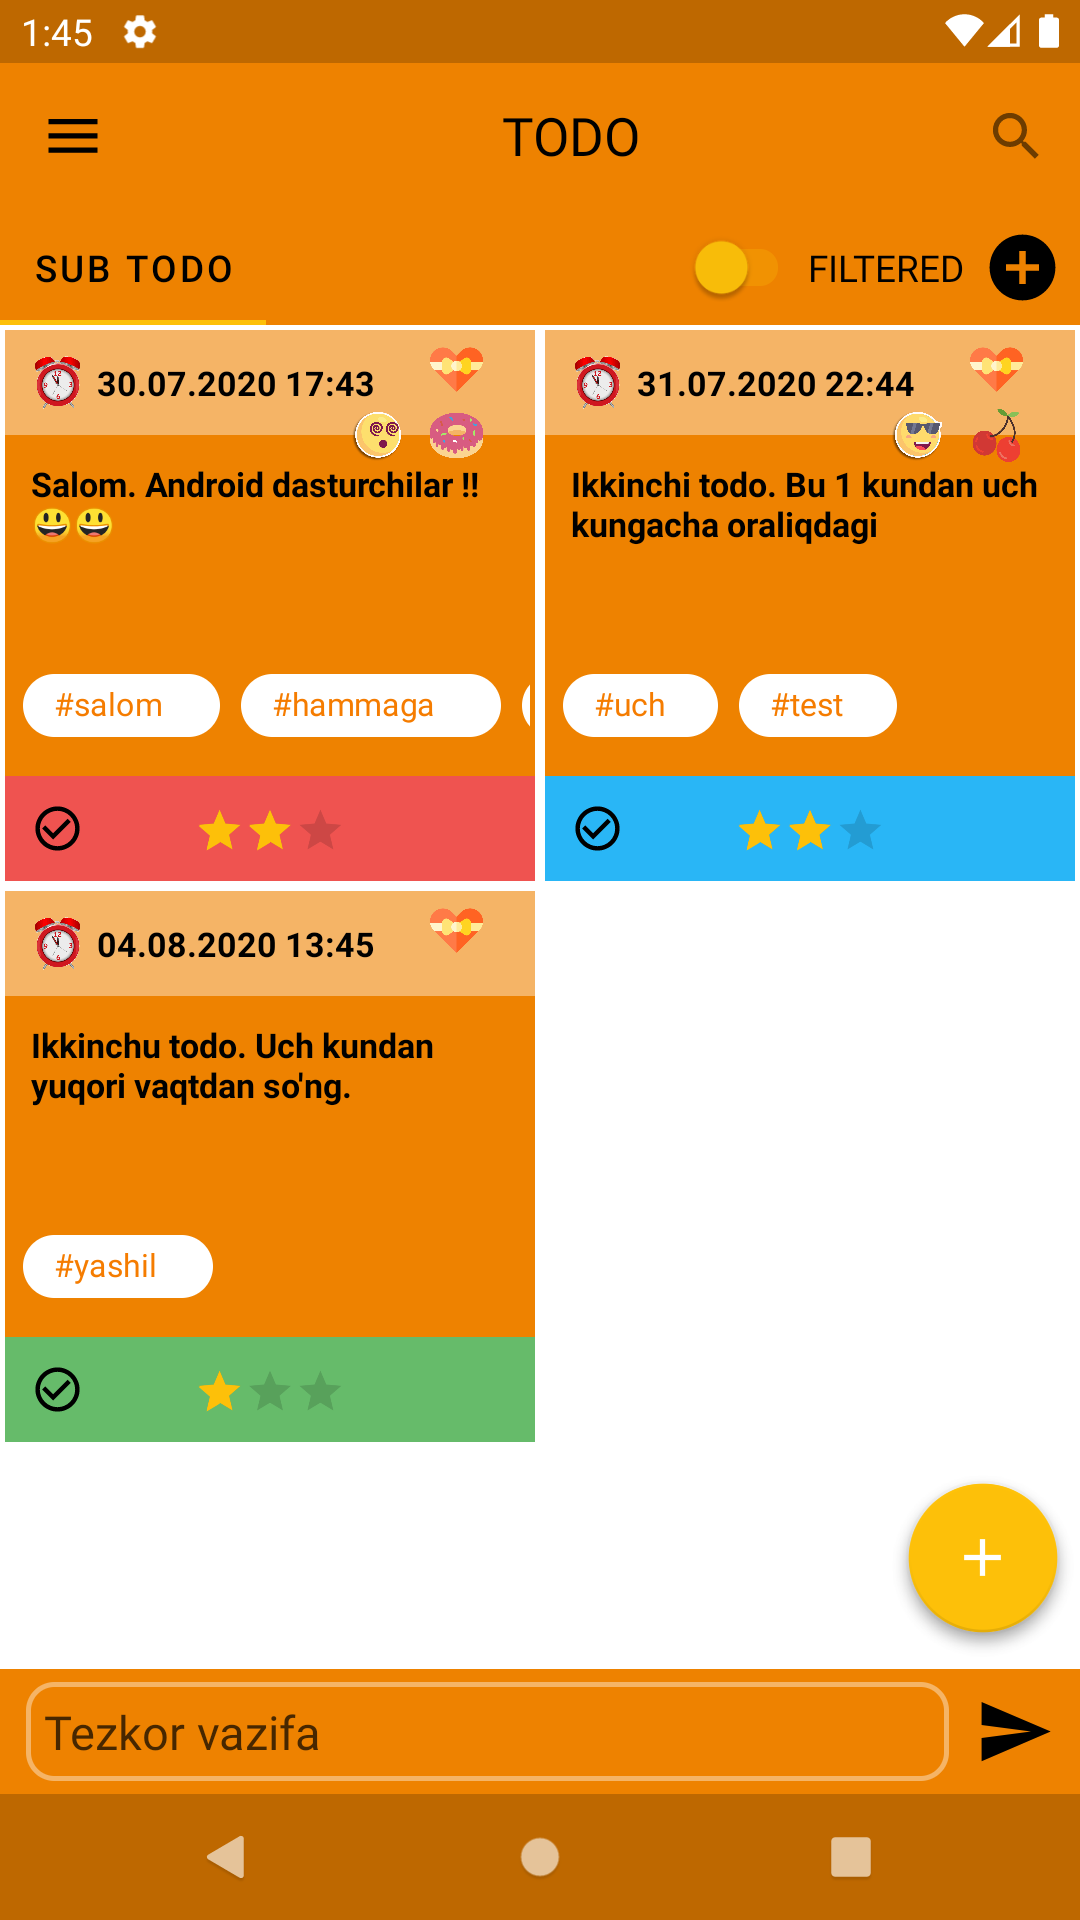 1:45
TODO
SUB TODO
FILTERED
30.07.2020 17:43
Salom. Android dasturchilar !!
😃😃
#salom #hammaga
31.07.2020 22:44
Ikkinchi todo. Bu 1 kundan uch
kungacha oraliqdagi
#uch #test
04.08.2020 13:45
Ikkinchu todo. Uch kundan
yuqori vaqtdan so'ng.
#yashil
Tezkor vazifa